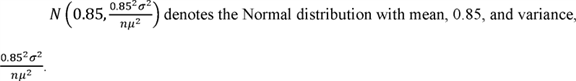 N(0.85, 0.85²σ²/nμ²) denotes the Normal distribution with mean, 0.85, and variance,
0.85²σ²/nμ².